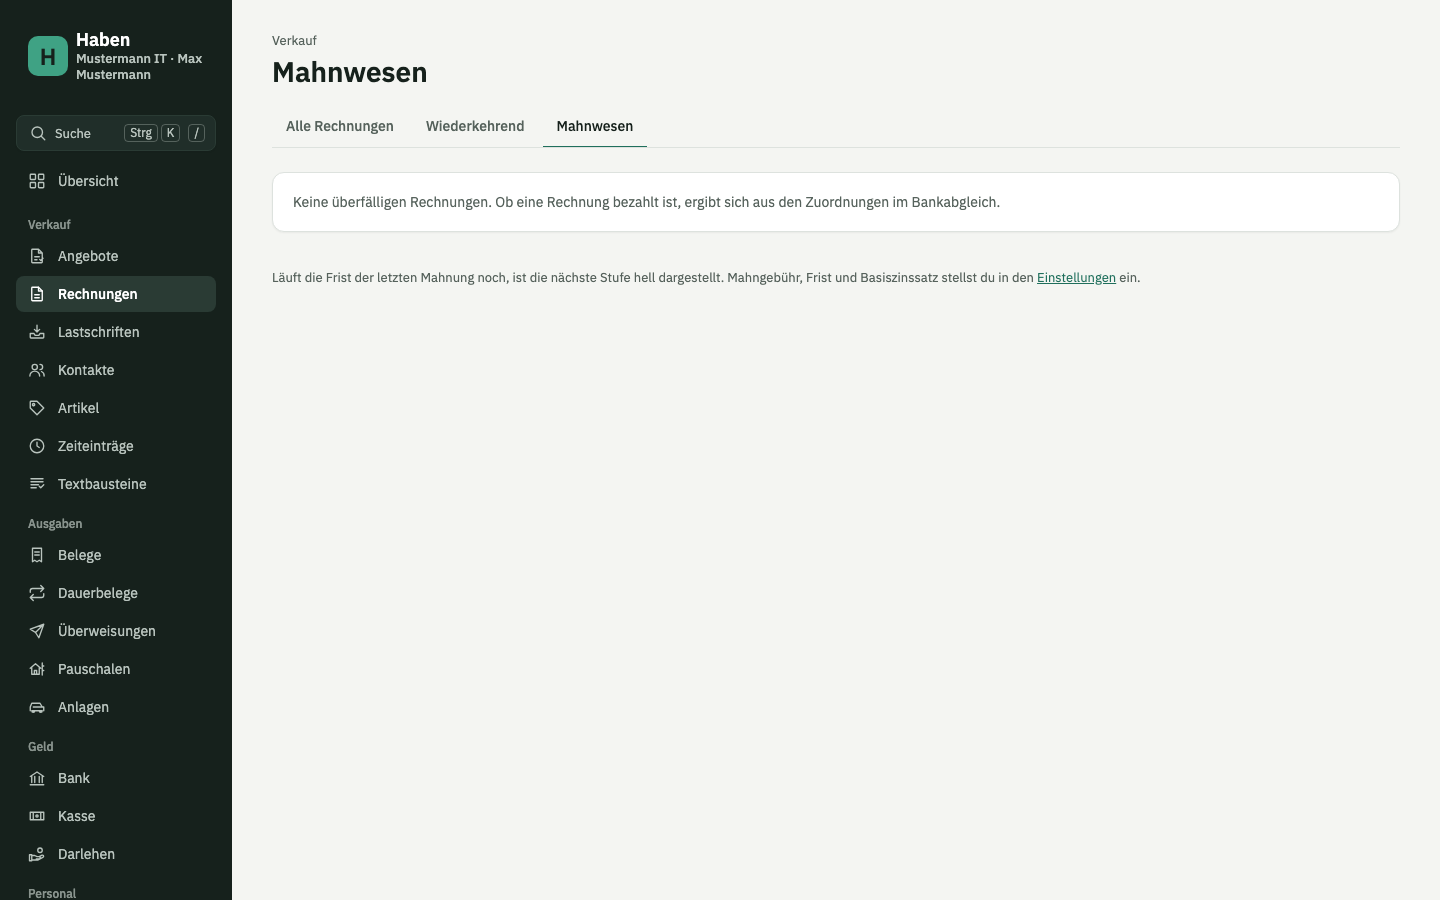 H
Haben
Mustermann IT · Max
Mustermann
Suche Strg K /
Übersicht
Verkauf
Angebote
Rechnungen
Lastschriften
Kontakte
Artikel
Zeiteinträge
Textbausteine
Ausgaben
Belege
Dauerbelege
Überweisungen
Pauschalen
Anlagen
Geld
Bank
Kasse
Darlehen
Personal
Verkauf
Mahnwesen
Alle Rechnungen Wiederkehrend Mahnwesen
Keine überfälligen Rechnungen. Ob eine Rechnung bezahlt ist, ergibt sich aus den Zuordnungen im Bankabgleich.
Läuft die Frist der letzten Mahnung noch, ist die nächste Stufe hell dargestellt. Mahngebühr, Frist und Basiszinssatz stellst du in den Einstellungen ein.